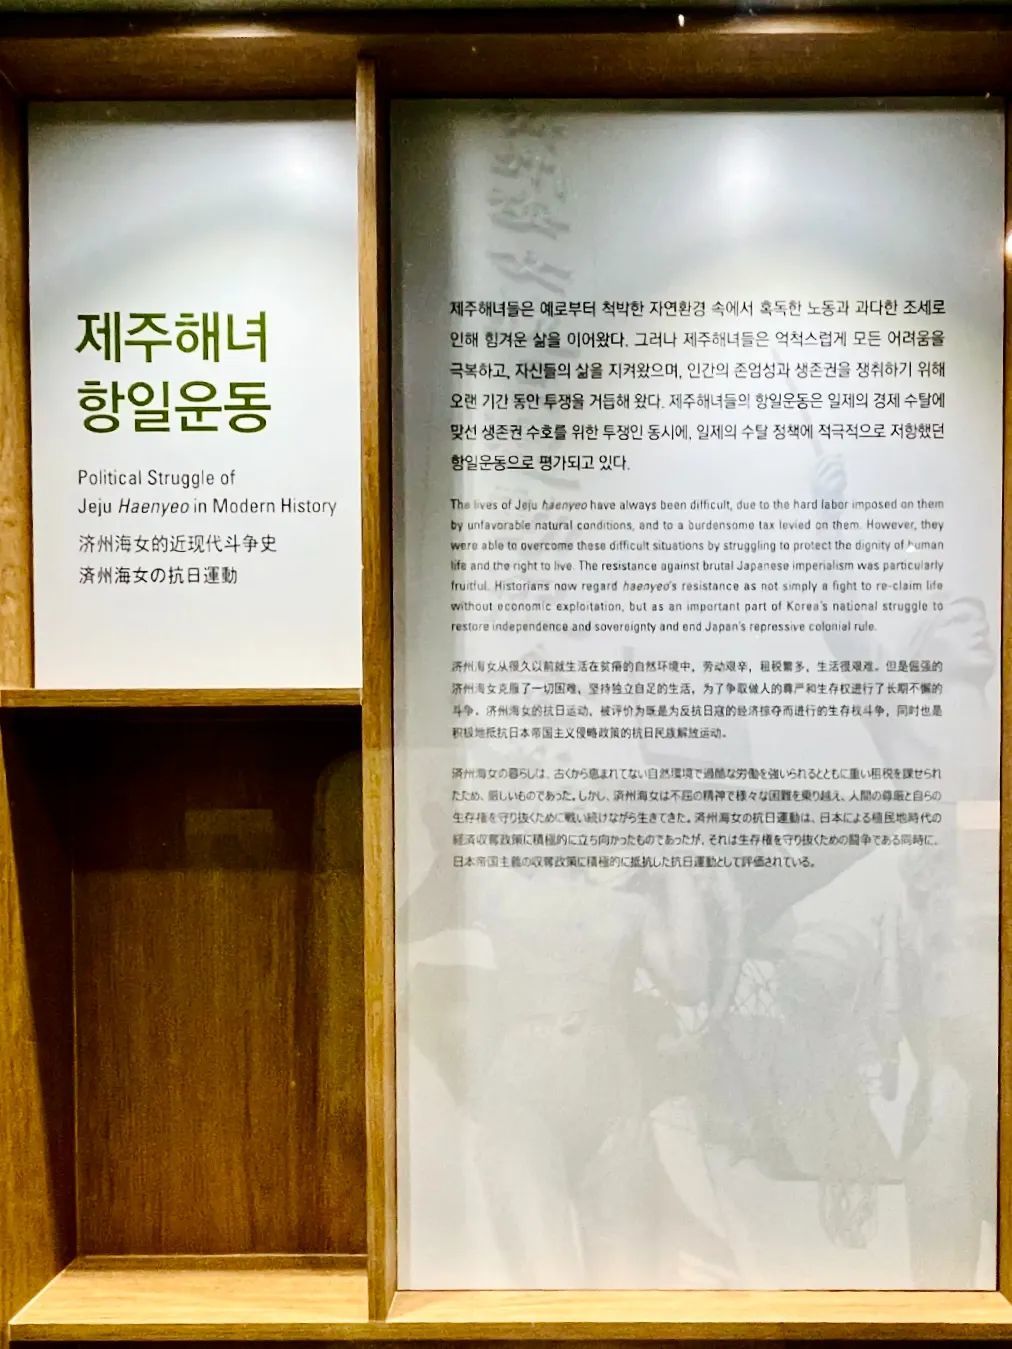 제주해녀
항일운동
Political Struggle of
Jeju Haenyeo in Modern History
济州海女的近现代斗争史
済州海女の抗日運動
제주해녀들은 예로부터 척박한 자연환경 속에서 혹독한 노동과 과다한 조세로
인해 힘겨운 삶을 이어왔다. 그러나 제주해녀들은 억척스럽게 모든 어려움을
극복하고, 자신들의 삶을 지켜왔으며, 인간의 존엄성과 생존권을 쟁취하기 위해
오랜 기간 동안 투쟁을 거듭해 왔다. 제주해녀들의 항일운동은 일제의 경제 수탈에
맞선 생존권 수호를 위한 투쟁인 동시에, 일제의 수탈 정책에 적극적으로 저항했던
항일운동으로 평가되고 있다.
The lives of Jeju haenyeo have always been difficult, due to the hard labor imposed on them
by unfavorable natural conditions, and to a burdensome tax levied on them. However, they
were able to overcome these difficult situations by struggling to protect the dignity of human
life and the right to live. The resistance against brutal Japanese imperialism was particularly
fruitful. Historians now regard haenyeo's resistance as not simply a fight to re-claim life
without economic exploitation, but as an important part of Korea's national struggle to
restore independence and sovereignty and end Japan's repressive colonial rule.
济州海女从很久以前就生活在贫瘠的自然环境中，劳动艰辛，租税繁多，生活很艰难。但是倔强的
济州海女克服了一切困难，坚持独立自足的生活，为了争取做人的尊严和生存权进行了长期不懈的
斗争。济州海女的抗日运动，被评价为既是为反抗日寇的经济掠夺而进行的生存权斗争，同时也是
积极地抵抗日本帝国主义侵略政策的抗日民族解放运动。
済州海女の暮らしは、古くから恵まれてない自然環境で過酷な労働を強いられるとともに重い租税を課せられ
たため、厳しいものであった。しかし、済州海女は不屈の精神で様々な困難を乗り越え、人間の尊厳と自らの
生存権を守り抜くために戦い続けながら生きてきた。済州海女の抗日運動は、日本による植民地時代の
経済収奪政策に積極的に立ち向かったものであったが、それは生存権を守り抜くための闘争である同時に、
日本帝国主義の収奪政策に積極的に抵抗した抗日運動として評価されている。